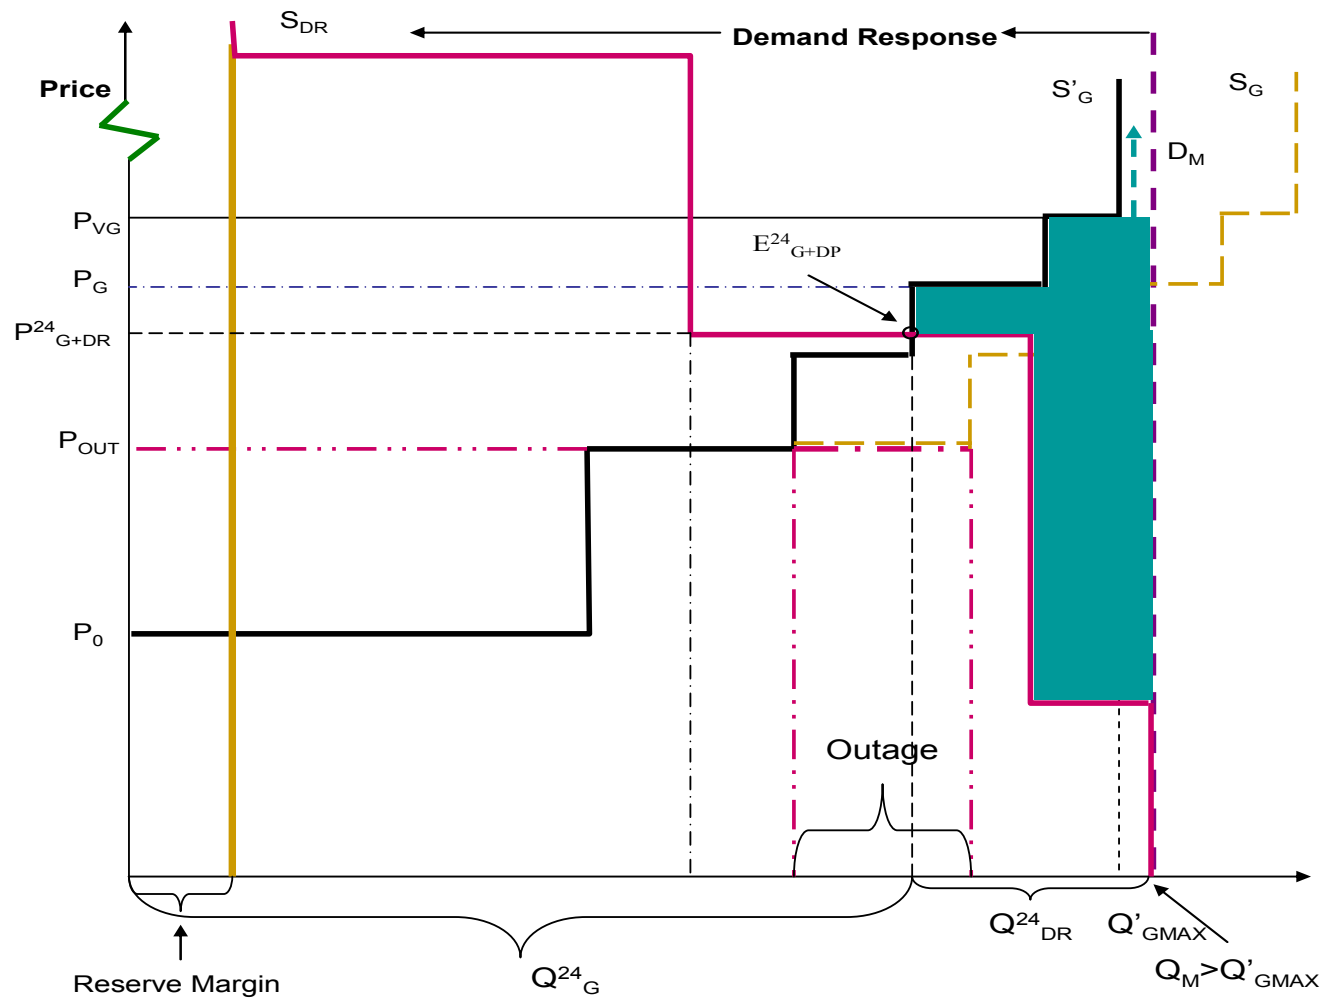 S_DR
Demand Response
Price
S'_G
S_G
D_M
P_VG
E^24_G+DP
P_G
P^24_G+DR
P_OUT
P_0
Outage
Q^24_DR
Q'_GMAX
Q_M>Q'_GMAX
Q^24_G
Reserve Margin